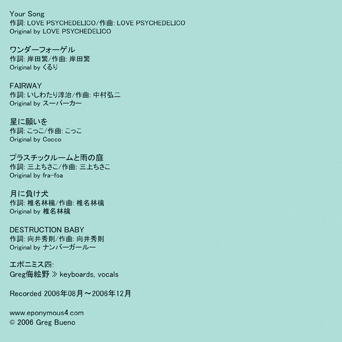 Your Song
作詞: LOVE PSYCHEDELICO/作曲: LOVE PSYCHEDELICO
Original by LOVE PSYCHEDELICO
ワンダーフォーゲル
作詞: 岸田繁/作曲: 岸田繁
Original by くるり
FAIRWAY
作詞: いしわたり淳治/作曲: 中村弘二
Original by スーパーカー
星に願いを
作詞: こっこ/作曲: こっこ
Original by Cocco
プラスチックルームと雨の庭
作詞: 三上ちさこ/作曲: 三上ちさこ
Original by fra-foa
月に負け犬
作詞: 椎名林檎/作曲: 椎名林檎
Original by 椎名林檎
DESTRUCTION BABY
作詞: 向井秀則/作曲: 向井秀則
Original by ナンバーガールー
エポニミス四:
Greg侮絵野 » keyboards, vocals
Recorded 2006年08月〜2006年12月
www.eponymous4.com
© 2006 Greg Bueno